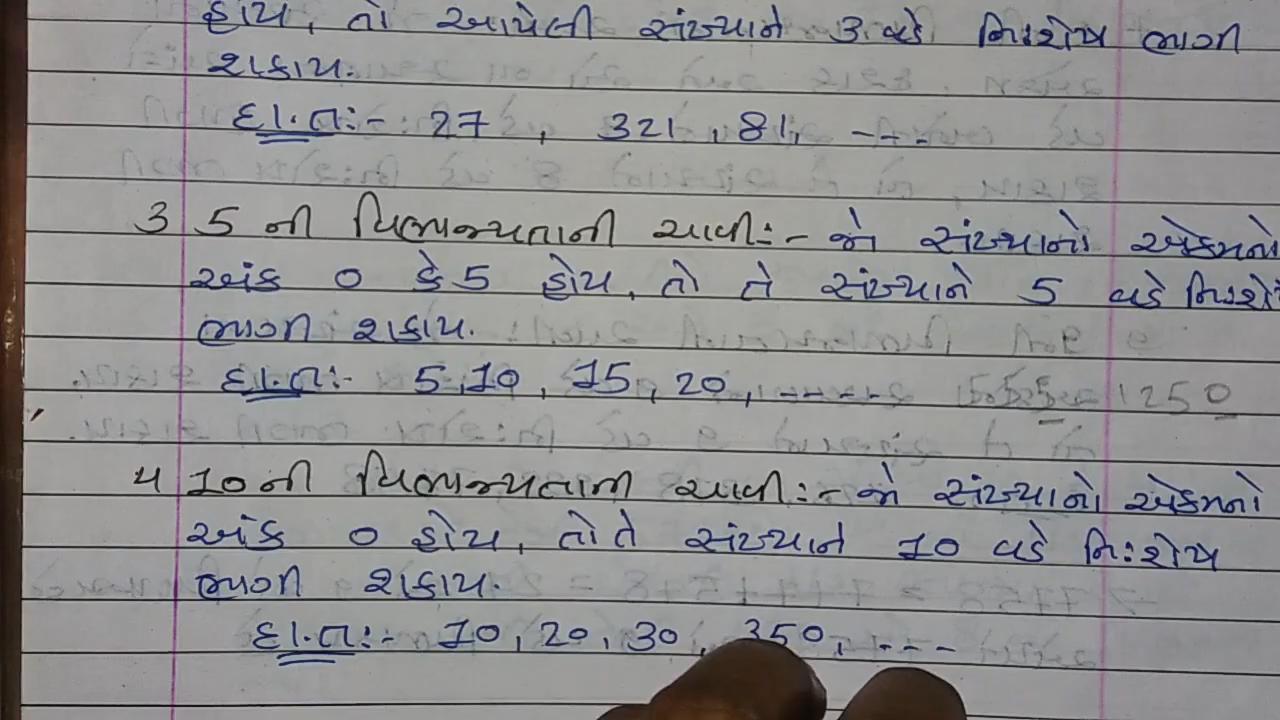 હોય, તો આપેલી સંખ્યાને 3 વડે નિઃશેષ ભાગી
શકાય.
દા.ત.:- 27 , 321 , 81, ----
3 5 ની વિભાજ્યતાની ચાવી:- જો સંખ્યાનો એકમનો
અંક 0 કે 5 હોય, તો તે સંખ્યાને 5 વડે નિઃશે
ભાગી શકાય.
દા.ત.:- 5, 10, 15, 20, ------ 555 1250
4 10 ની વિભાજ્યતાની ચાવી:- જો સંખ્યાનો એકમનો
અંક 0 હોય, તો તે સંખ્યાને 10 વડે નિઃશેષ
ભાગી શકાય.
દા.ત.:- 10, 20, 30, 350, ----